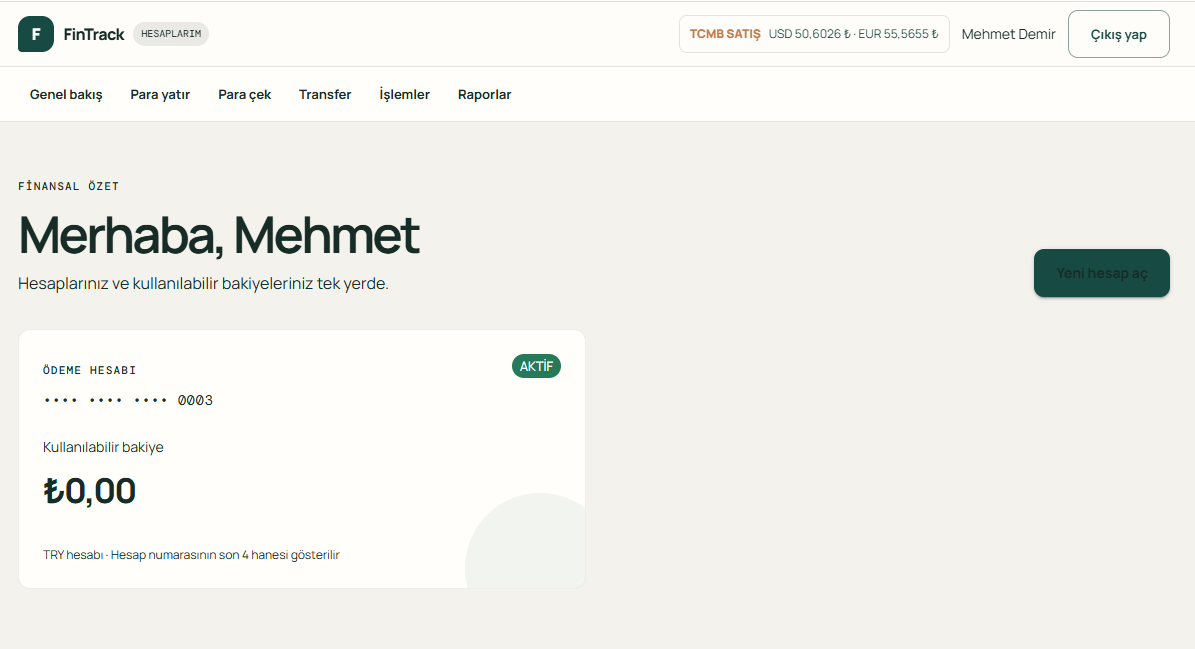 F FinTrack HESAPLARIM TCMB SATIŞ USD 50,6026 ₺ · EUR 55,5655 ₺ Mehmet Demir Çıkış yap
Genel bakış Para yatır Para çek Transfer İşlemler Raporlar
FİNANSAL ÖZET
Merhaba, Mehmet
Hesaplarınız ve kullanılabilir bakiyeleriniz tek yerde.
Yeni hesap aç
ÖDEME HESABI AKTİF
•••• •••• •••• 0003
Kullanılabilir bakiye
₺0,00
TRY hesabı · Hesap numarasının son 4 hanesi gösterilir